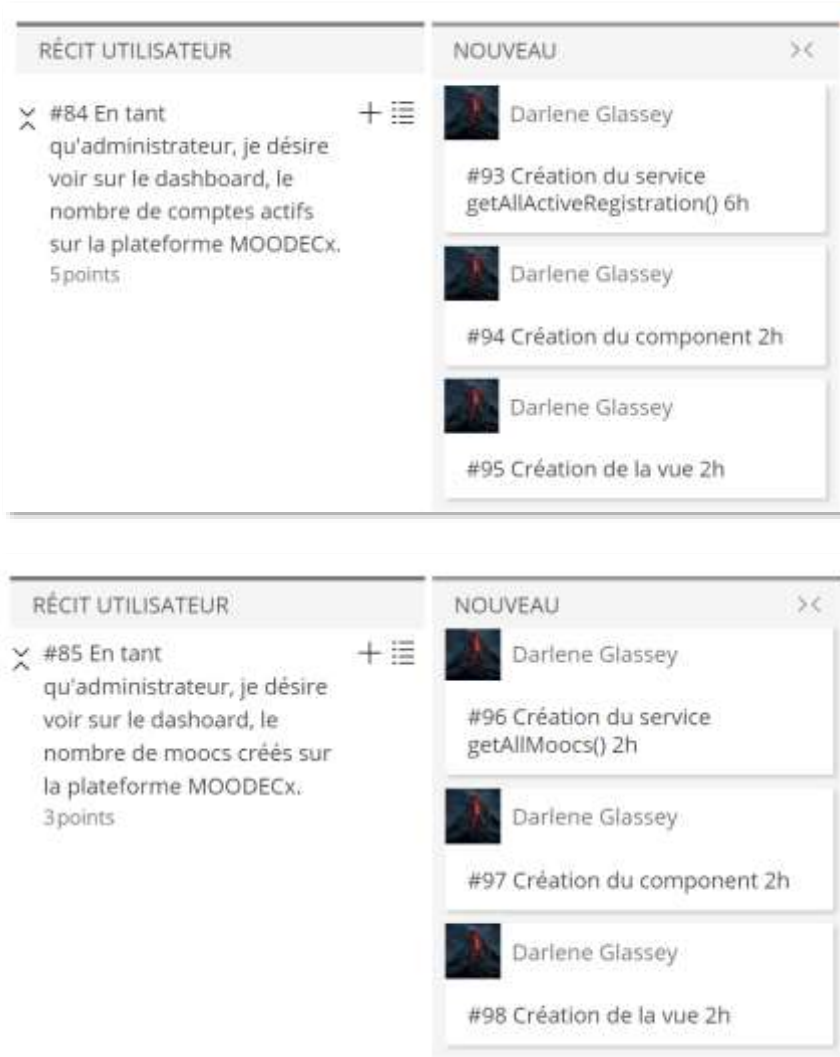 RÉCIT UTILISATEUR
NOUVEAU
#84 En tant
qu'administrateur, je désire
voir sur le dashboard, le
nombre de comptes actifs
sur la plateforme MOODECx.
5 points
Darlene Glassey
#93 Création du service
getAllActiveRegistration() 6h
Darlene Glassey
#94 Création du component 2h
Darlene Glassey
#95 Création de la vue 2h
RÉCIT UTILISATEUR
NOUVEAU
#85 En tant
qu'administrateur, je désire
voir sur le dashoard, le
nombre de moocs créés sur
la plateforme MOODECx.
3 points
Darlene Glassey
#96 Création du service
getAllMoocs() 2h
Darlene Glassey
#97 Création du component 2h
Darlene Glassey
#98 Création de la vue 2h